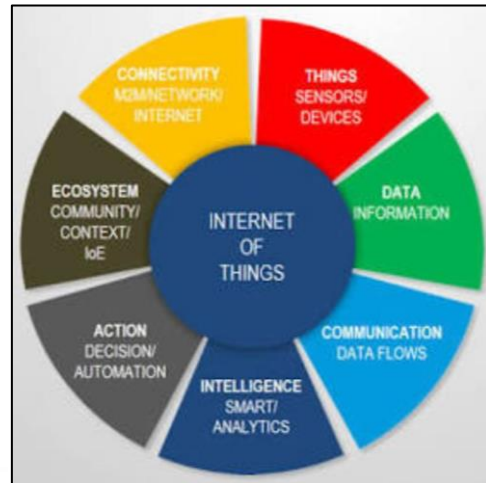 CONNECTIVITY
M2M/NETWORK/
INTERNET
THINGS
SENSORS/
DEVICES
DATA
INFORMATION
COMMUNICATION
DATA FLOWS
INTELLIGENCE
SMART/
ANALYTICS
ACTION
DECISION/
AUTOMATION
ECOSYSTEM
COMMUNITY/
CONTEXT/
IoE
INTERNET
OF
THINGS